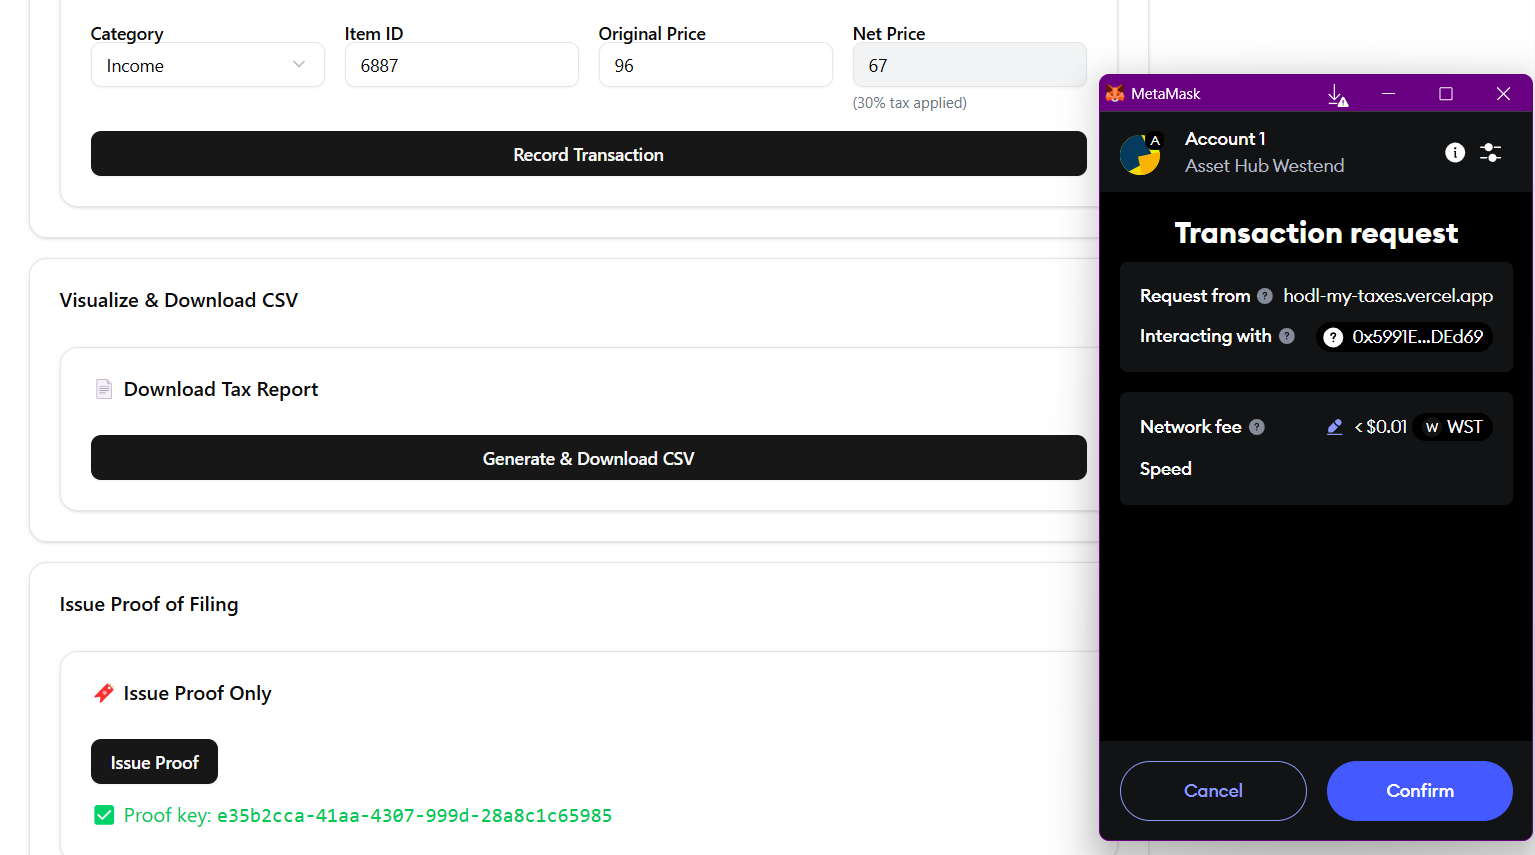 Category
Item ID
Original Price
Net Price
Income
6887
96
67
(30% tax applied)
Record Transaction
Visualize & Download CSV
Download Tax Report
Generate & Download CSV
Issue Proof of Filing
Issue Proof Only
Issue Proof
Proof key: e35b2cca-41aa-4307-999d-28a8c1c65985
MetaMask
A
Account 1
Asset Hub Westend
Transaction request
Request from ? hodl-my-taxes.vercel.app
Interacting with ? ? 0x5991E...DEd69
Network fee ? < $0.01 W WST
Speed
Cancel
Confirm